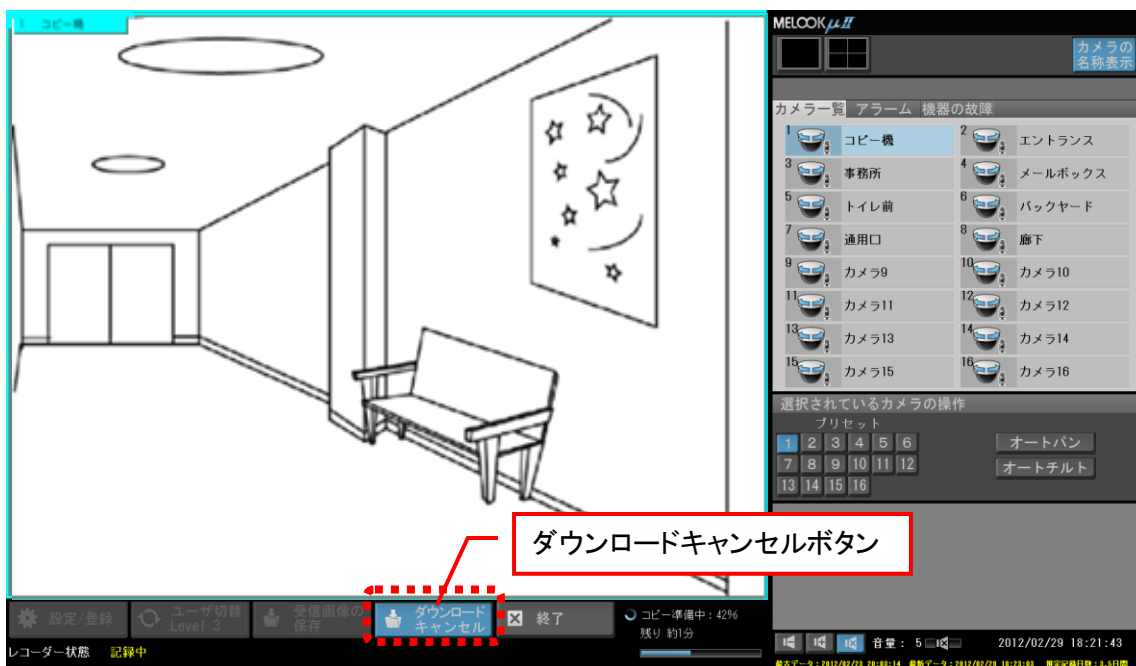 1 コピー機
MELOOK μⅡ
カメラの
名称表示
カメラ一覧 アラーム 機器の故障
1 コピー機 2 エントランス
3 事務所 4 メールボックス
5 トイレ前 6 バックヤード
7 通用口 8 廊下
9 カメラ9 10 カメラ10
11 カメラ11 12 カメラ12
13 カメラ13 14 カメラ14
15 カメラ15 16 カメラ16
選択されているカメラの操作
プリセット
1 2 3 4 5 6 オートパン
7 8 9 10 11 12 オートチルト
13 14 15 16
ダウンロードキャンセルボタン
設定/登録
ユーザ切替
Level 3
受信画像の
保存
ダウンロード
キャンセル
終了
コピー準備中:42%
残り 約1分
レコーダー状態 記録中
音量: 5 2012/02/29 18:21:43